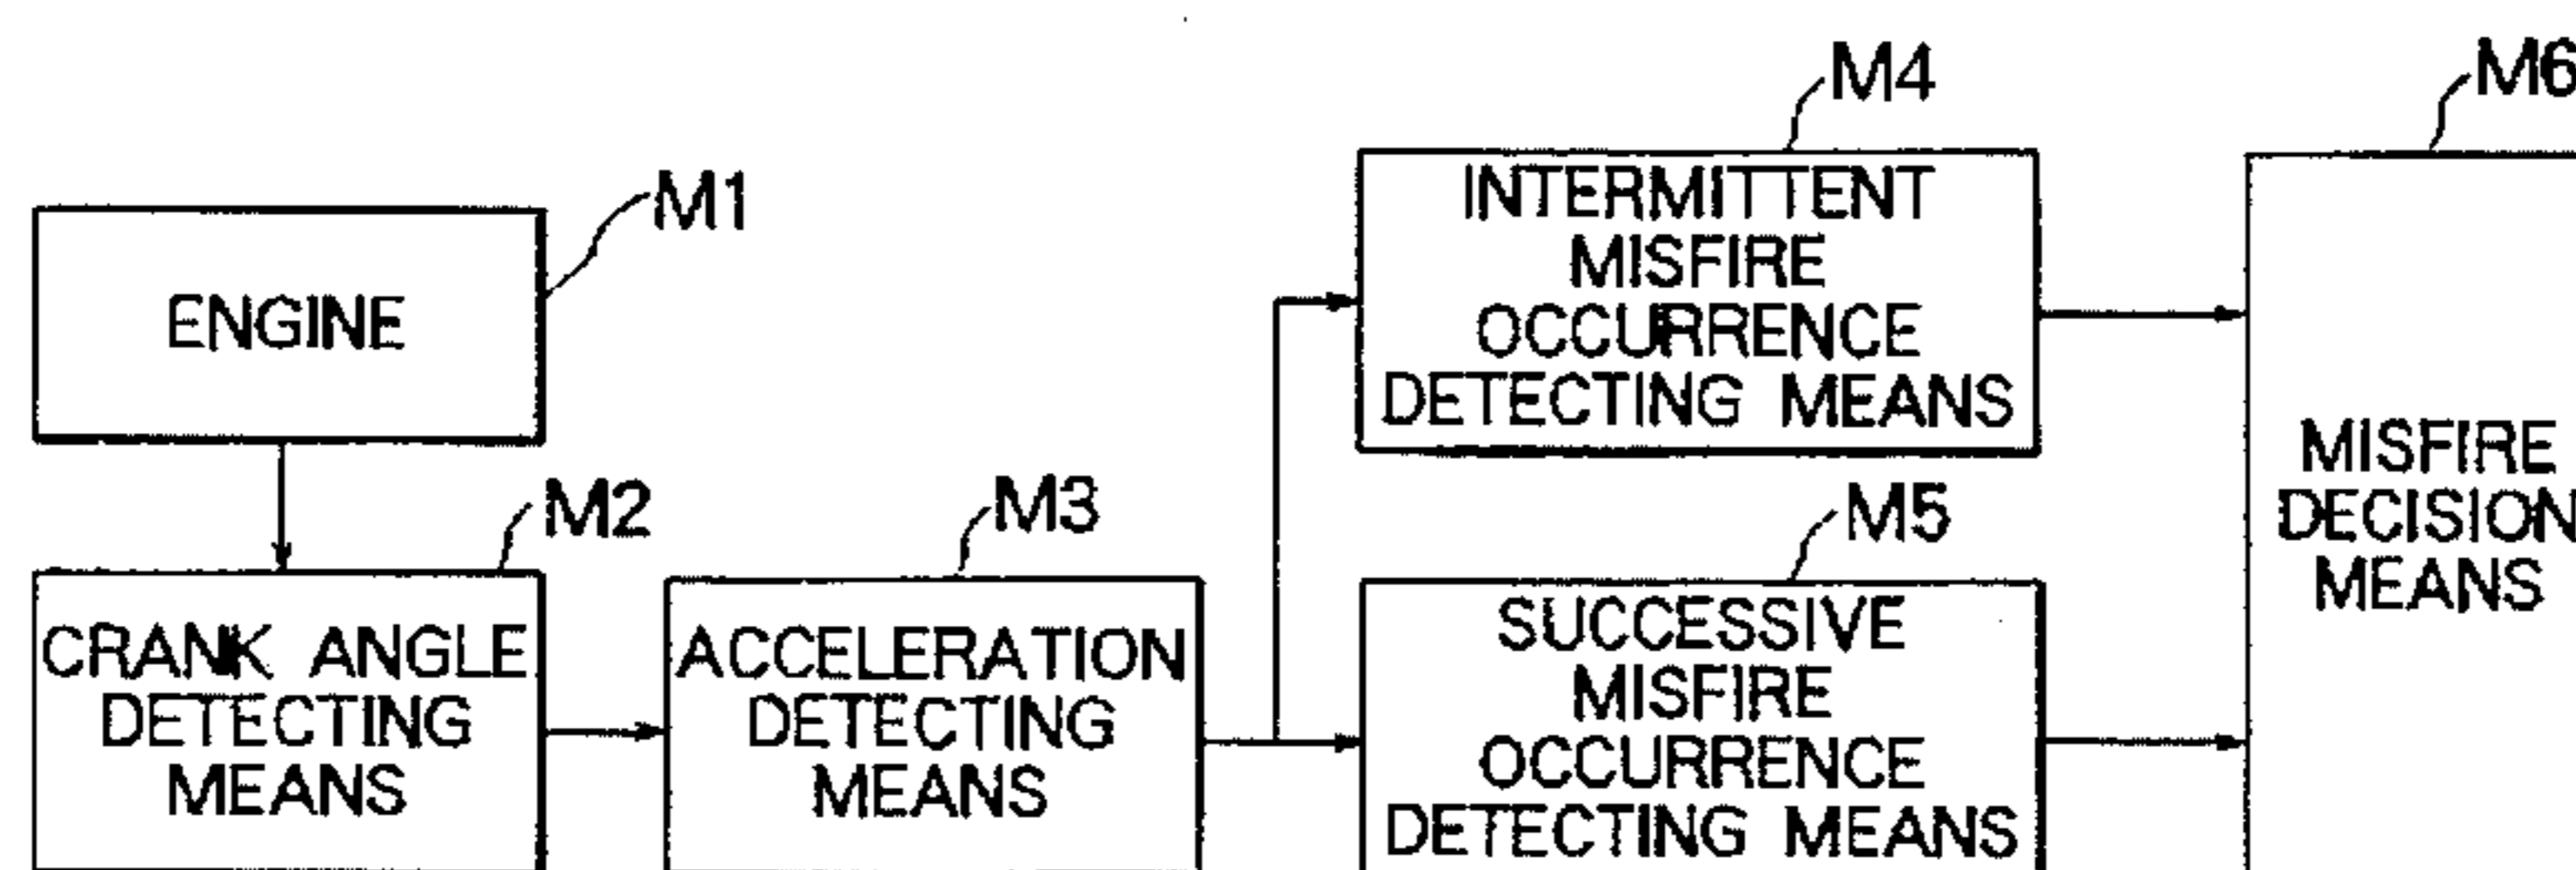 M1
ENGINE
M2
CRANK ANGLE
DETECTING
MEANS
M3
ACCELERATION
DETECTING
MEANS
M4
INTERMITTENT
MISFIRE
OCCURRENCE
DETECTING MEANS
M5
SUCCESSIVE
MISFIRE
OCCURRENCE
DETECTING MEANS
M6
MISFIRE
DECISION
MEANS